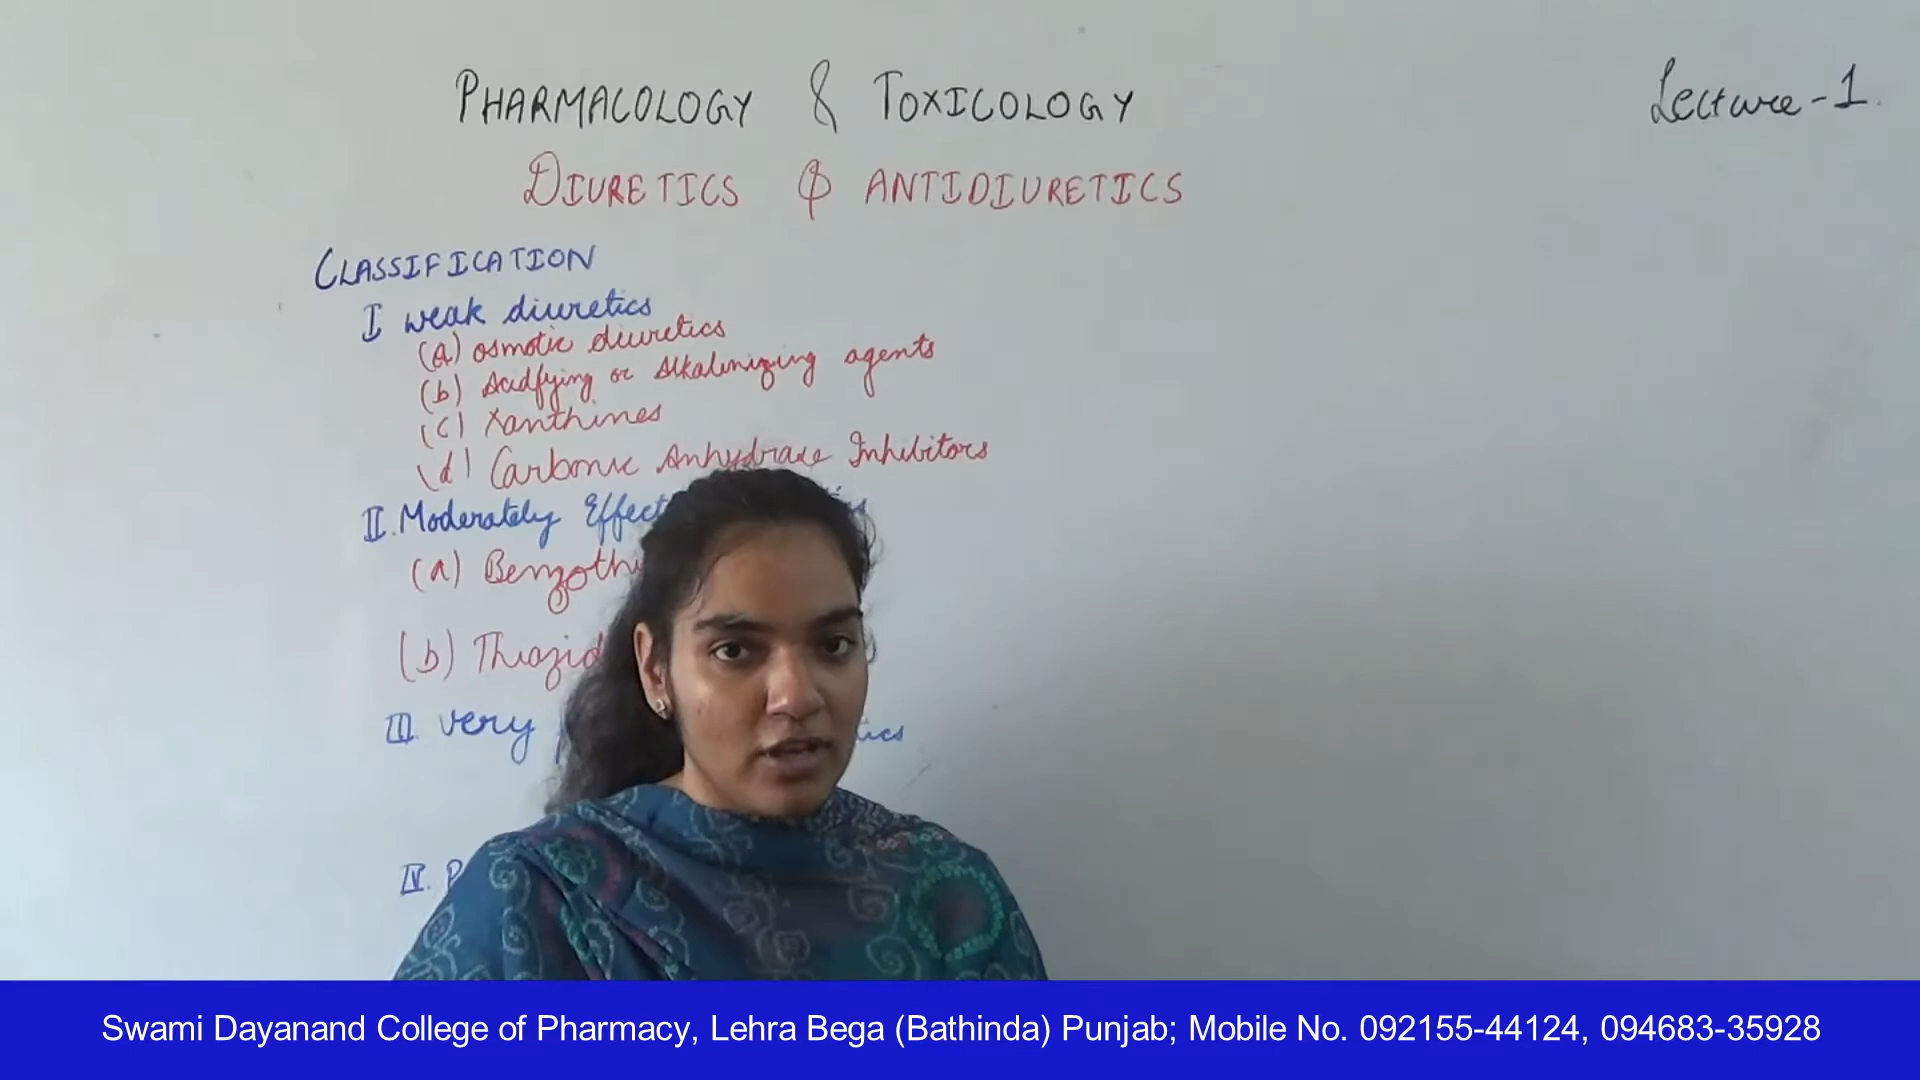 PHARMACOLOGY & TOXICOLOGY
Lecture-1.
DIURETICS & ANTIDIURETICS
CLASSIFICATION
I weak diuretics
(a) osmotic diuretics
(b) Acidfying or Alkalinizing agents
(c) Xanthines
(d) Carbonic Anhydrase Inhibitors
II. Moderately
(a)
(b)
III very
IV.
Swami Dayanand College of Pharmacy, Lehra Bega (Bathinda) Punjab; Mobile No. 092155-44124, 094683-35928